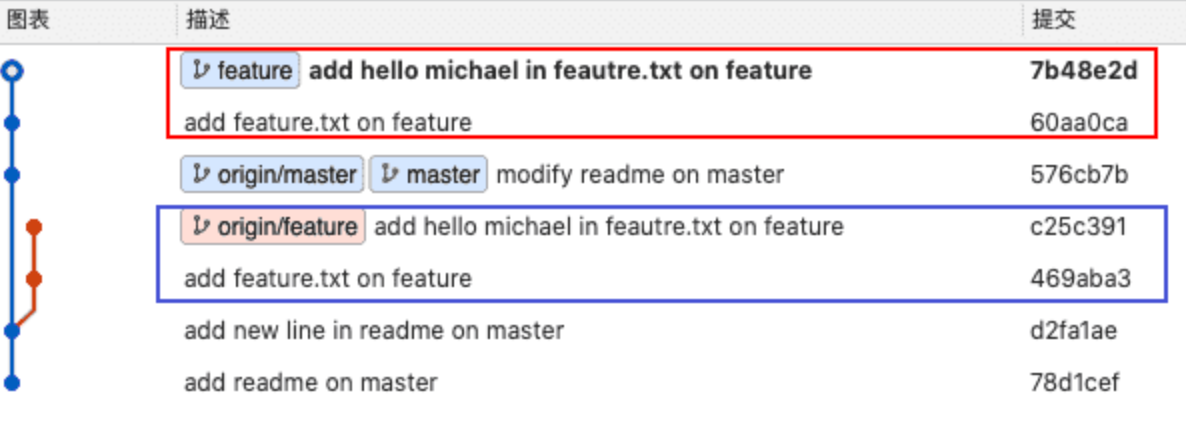 图表 描述 提交
feature add hello michael in feautre.txt on feature 7b48e2d
add feature.txt on feature 60aa0ca
origin/master master modify readme on master 576cb7b
origin/feature add hello michael in feautre.txt on feature c25c391
add feature.txt on feature 469aba3
add new line in readme on master d2fa1ae
add readme on master 78d1cef